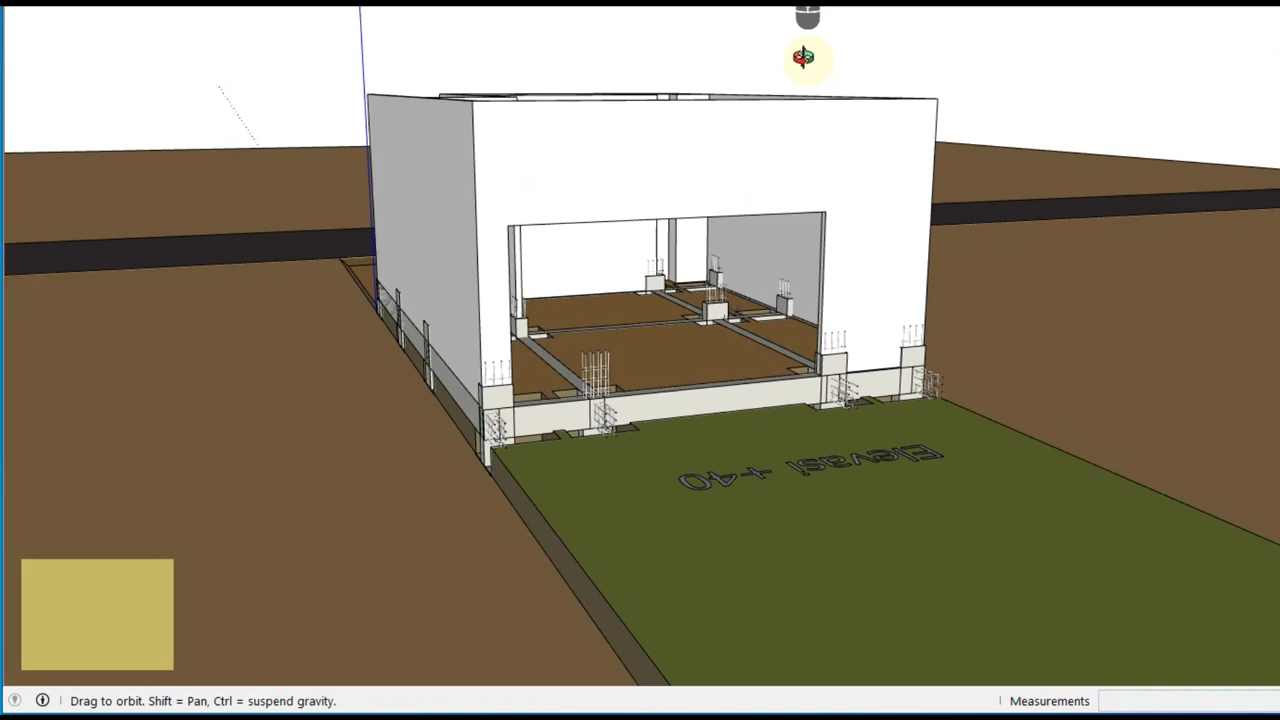 Elevasi +40
Drag to orbit. Shift = Pan, Ctrl = suspend gravity.
Measurements